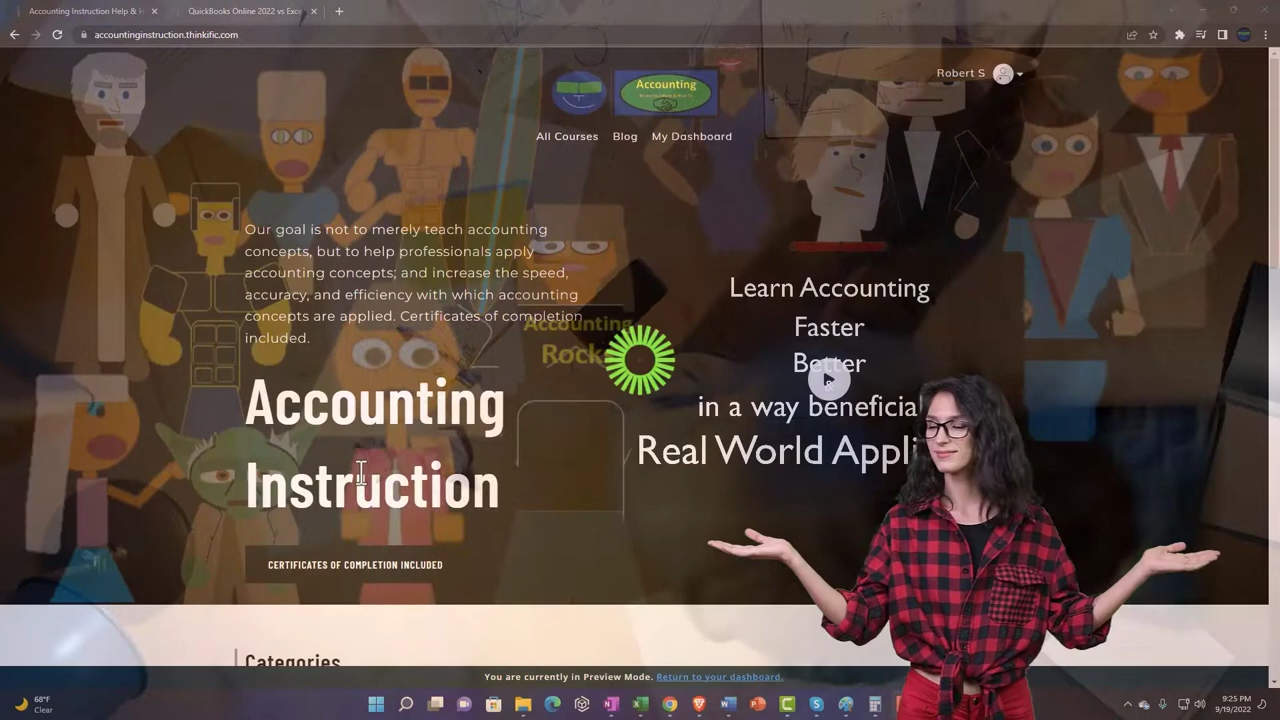 Accounting Instruction Help & H
QuickBooks Online 2022 vs Exce
accountinginstruction.thinkific.com
Robert S
Accounting
All Courses
Blog
My Dashboard
Our goal is not to merely teach accounting
concepts, but to help professionals apply
accounting concepts; and increase the speed,
accuracy, and efficiency with which accounting
concepts are applied. Certificates of completion
included.
Accounting
Rocks
Learn Accounting
Faster
Better
&
in a way beneficial
Real World Appli
Accounting
Instruction
CERTIFICATES OF COMPLETION INCLUDED
Categories
You are currently in Preview Mode. Return to your dashboard.
68°F
Clear
9:25 PM
9/19/2022